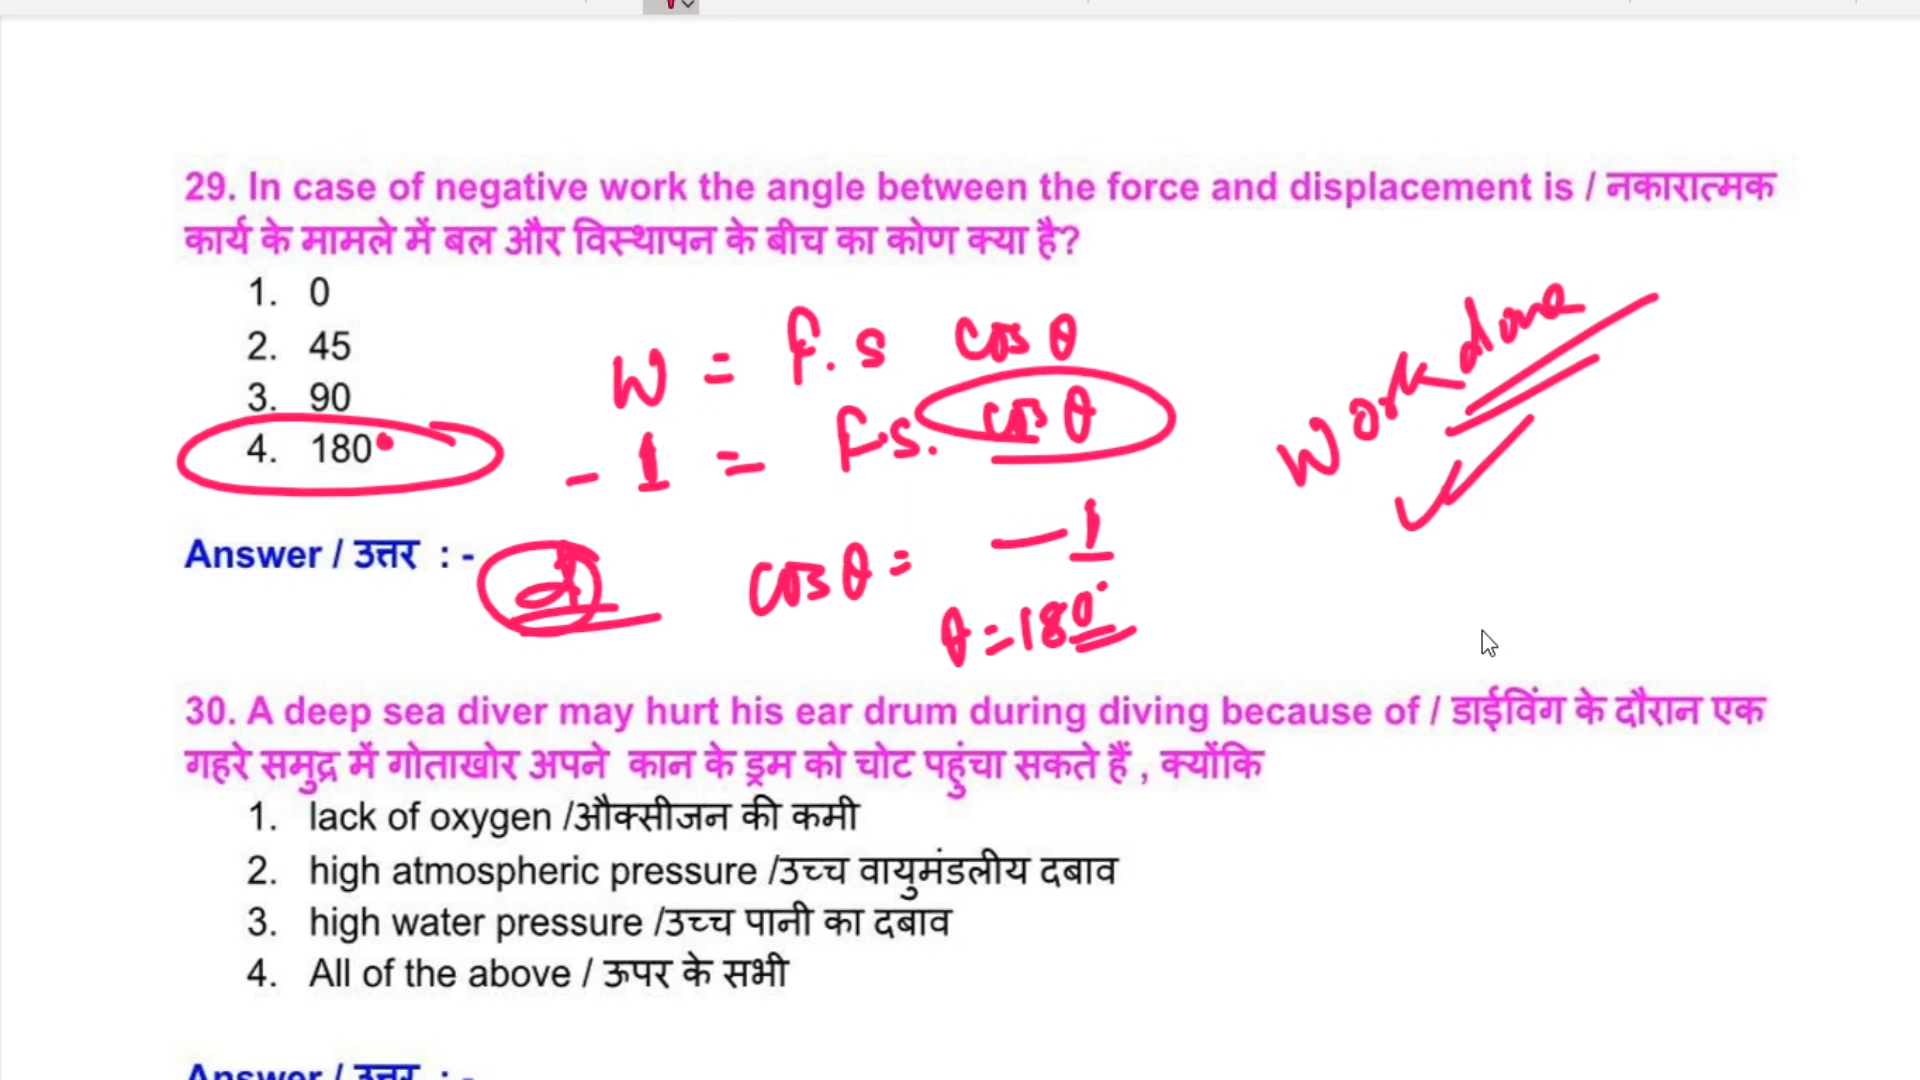 29. In case of negative work the angle between the force and displacement is / नकारात्मक
कार्य के मामले में बल और विस्थापन के बीच का कोण क्या है?
1. 0
2. 45
3. 90
4. 180°
W = F.s cos θ
- 1 = Fs. cos θ
Work done
Answer / उत्तर : -
d
cos θ = -1
θ = 180°
30. A deep sea diver may hurt his ear drum during diving because of / डाईविंग के दौरान एक
गहरे समुद्र में गोताखोर अपने कान के ड्रम को चोट पहुंचा सकते हैं , क्योंकि
1. lack of oxygen /औक्सीजन की कमी
2. high atmospheric pressure /उच्च वायुमंडलीय दबाव
3. high water pressure /उच्च पानी का दबाव
4. All of the above / ऊपर के सभी
Answer / उत्तर : -